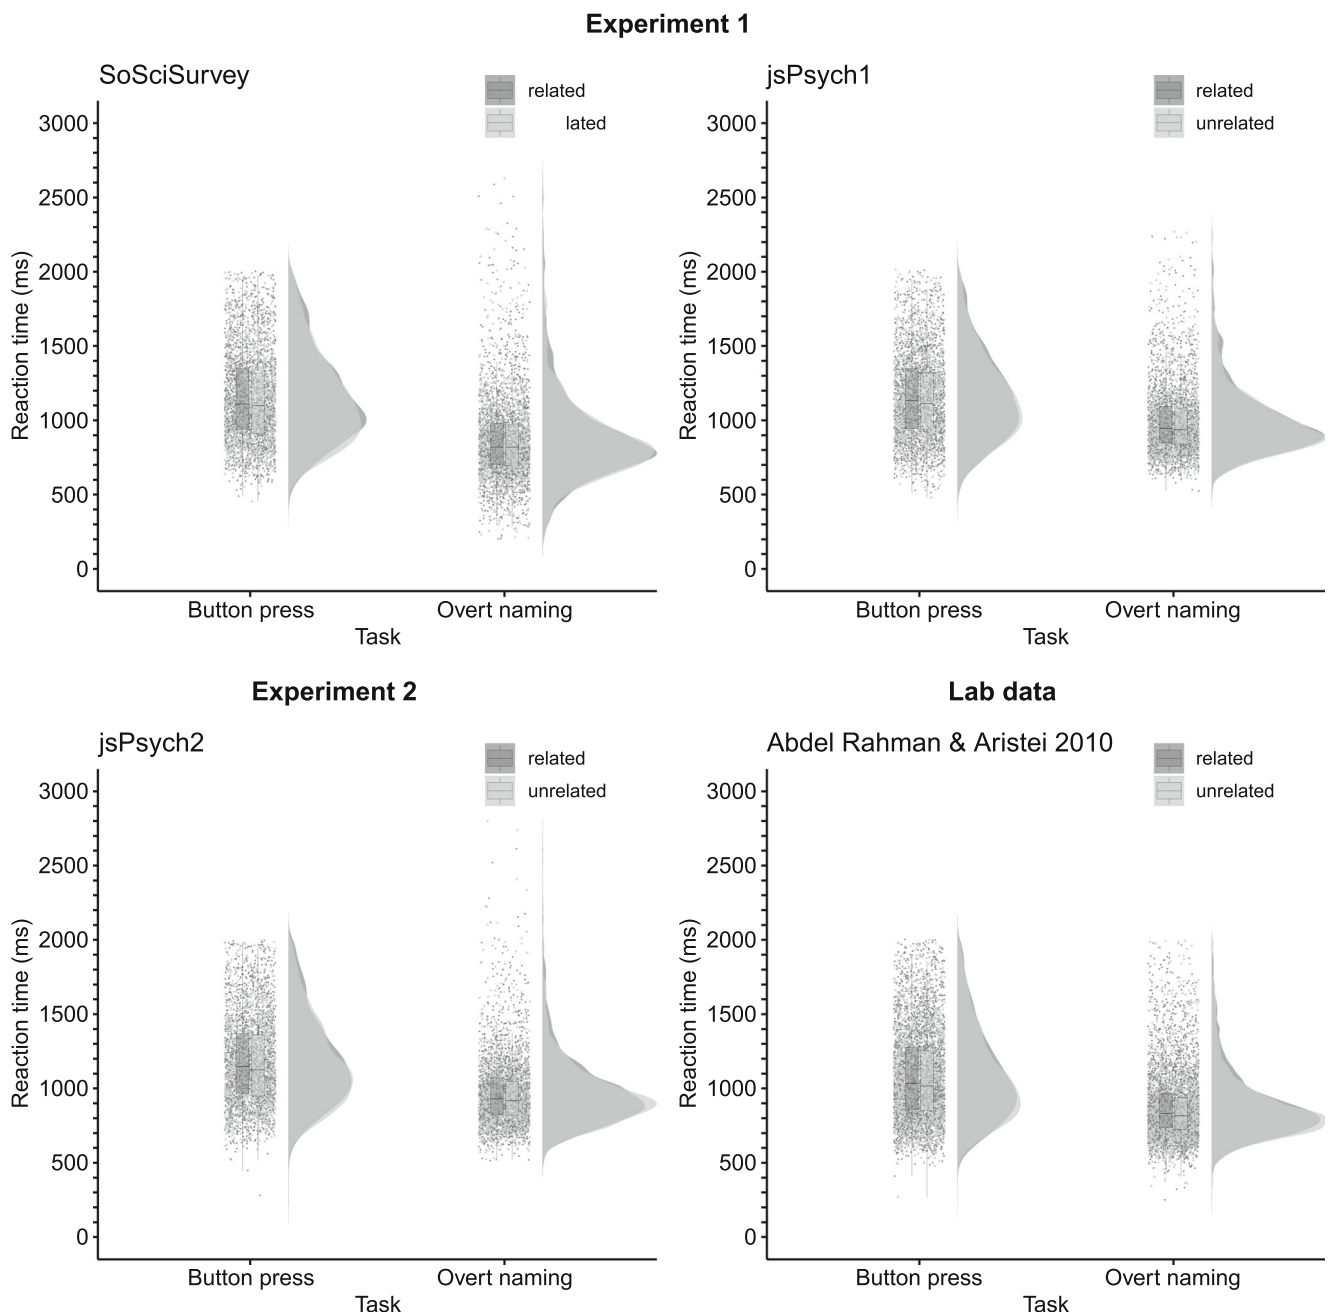 Experiment 1
SoSciSurvey
related
lated
3000
2500
2000
1500
1000
500
0
Reaction time (ms)
Button press
Overt naming
Task
jsPsych1
related
unrelated
3000
2500
2000
1500
1000
500
0
Reaction time (ms)
Button press
Overt naming
Task
Experiment 2
jsPsych2
related
unrelated
3000
2500
2000
1500
1000
500
0
Reaction time (ms)
Button press
Overt naming
Task
Lab data
Abdel Rahman & Aristei 2010
related
unrelated
3000
2500
2000
1500
1000
500
0
Reaction time (ms)
Button press
Overt naming
Task